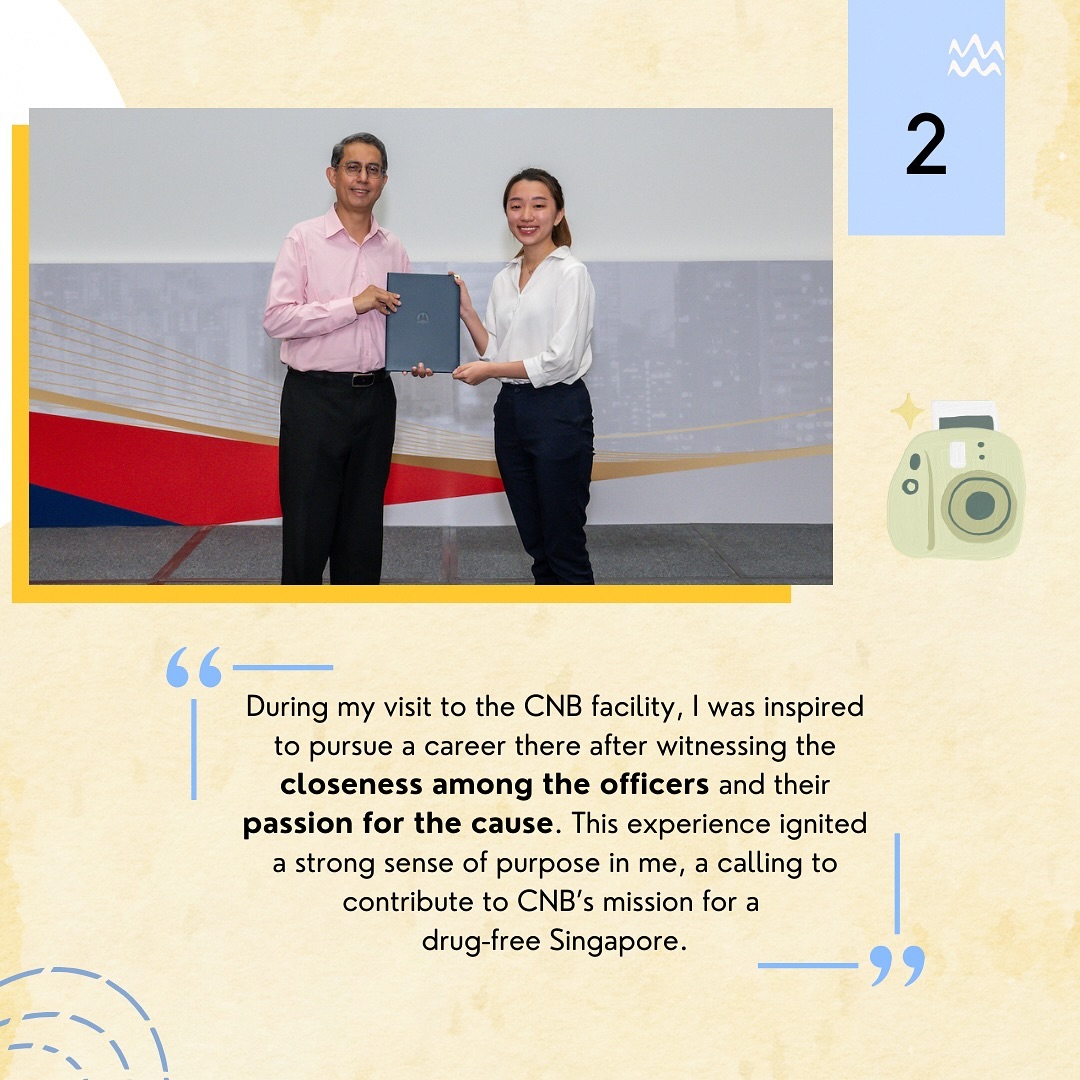 2
“
During my visit to the CNB facility, I was inspired
to pursue a career there after witnessing the
closeness among the officers and their
passion for the cause. This experience ignited
a strong sense of purpose in me, a calling to
contribute to CNB’s mission for a
drug-free Singapore.
”